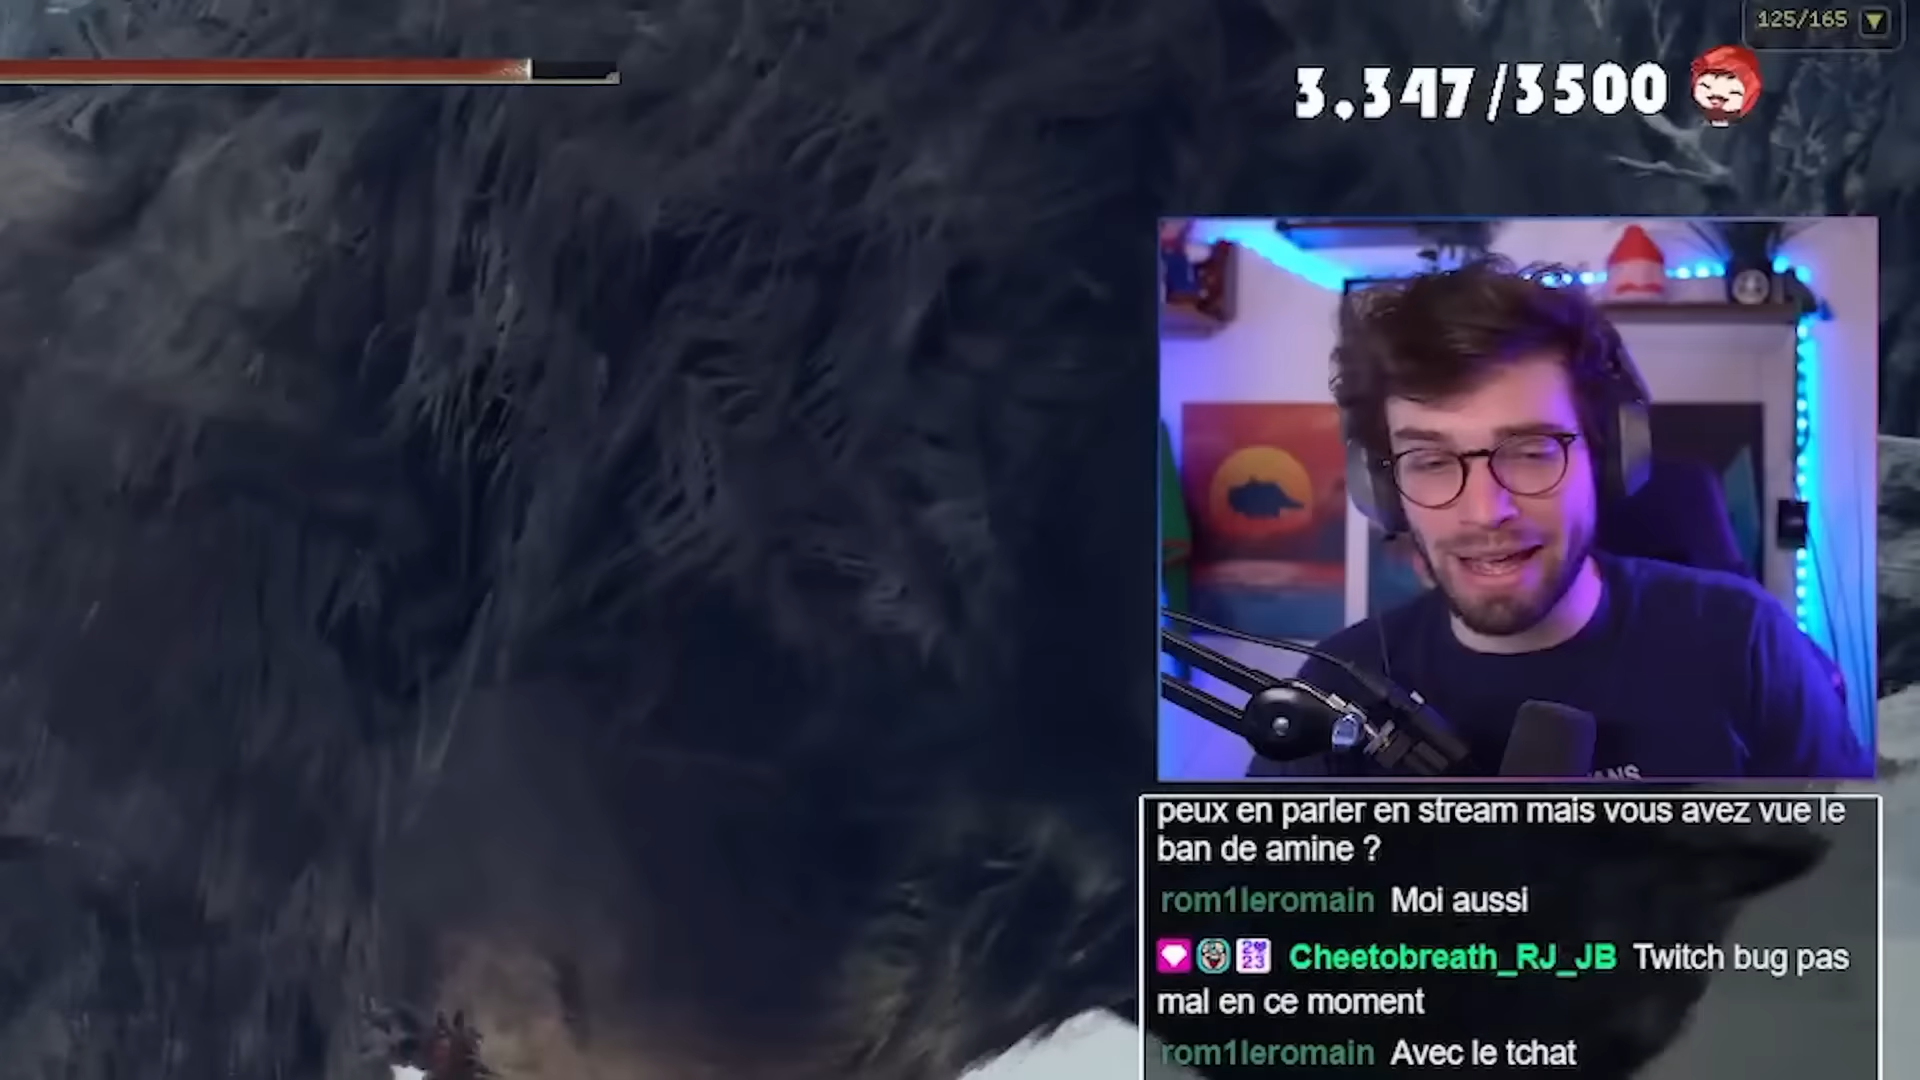 125/165
3.347/3500
peux en parler en stream mais vous avez vue le
ban de amine ?
rom1leromain Moi aussi
Cheetobreath_RJ_JB Twitch bug pas
mal en ce moment
rom1leromain Avec le tchat